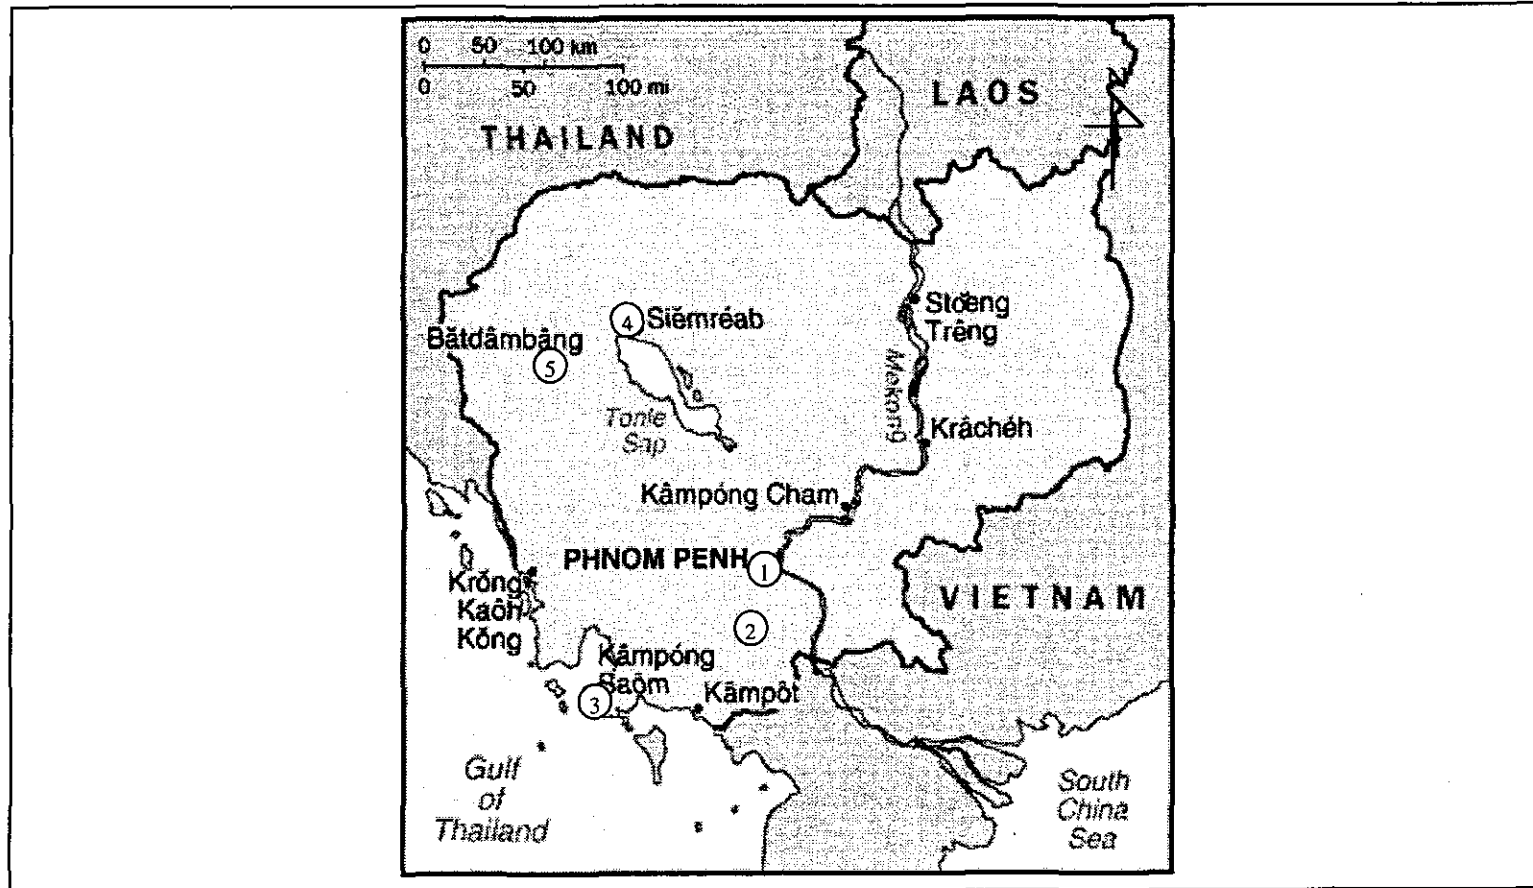 0 50 100 km
0 50 100 mi
LAOS
N
THAILAND
Stœ̆ng
Trêng
④ Siĕmréab
Bătdâmbâng
⑤
Mekong
Tonle
Sap
Krâchéh
Kâmpóng Cham
PHNOM PENH ①
Krŏng
Kaôh
Kŏng
VIETNAM
②
Kâmpóng
Saôm
③
Kâmpôt
Gulf
of
Thailand
South
China
Sea